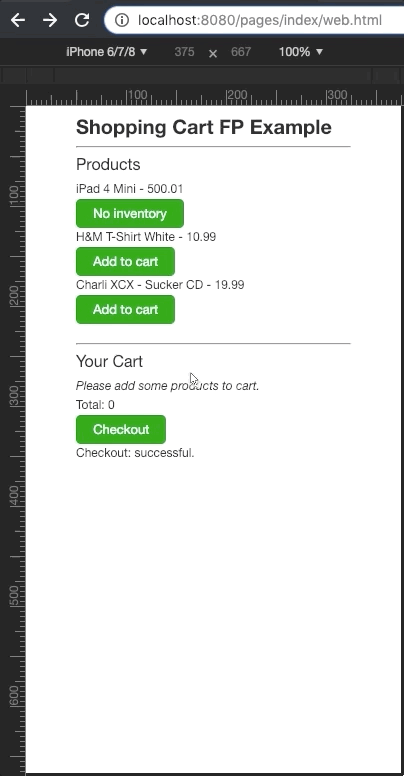 localhost:8080/pages/index/web.html
iPhone 6/7/8 ▼ 375 × 667 100% ▼
100 200 300
Shopping Cart FP Example
Products
iPad 4 Mini - 500.01
No inventory
H&M T-Shirt White - 10.99
Add to cart
Charli XCX - Sucker CD - 19.99
Add to cart
Your Cart
Please add some products to cart.
Total: 0
Checkout
Checkout: successful.
100
200
300
400
500
600